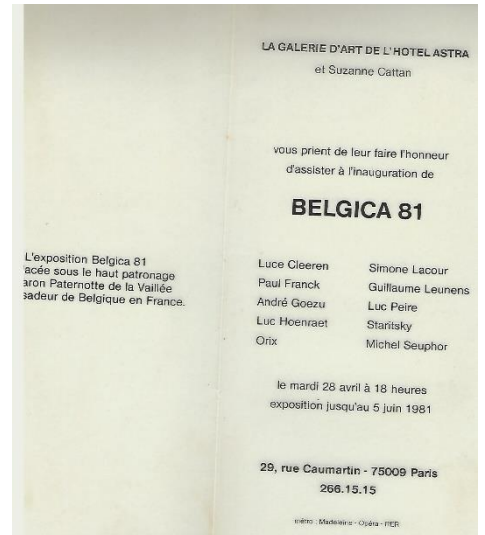 L'exposition Belgica 81
acée sous le haut patronage
aron Paternotte de la Vaillée
sadeur de Belgique en France.
LA GALERIE D'ART DE L'HOTEL ASTRA
et Suzanne Cattan
vous prient de leur faire l'honneur
d'assister à l'inauguration de
BELGICA 81
Luce Cleeren
Paul Franck
André Goezu
Luc Hoenraet
Orix
Simone Lacour
Guillaume Leunens
Luc Peire
Staritsky
Michel Seuphor
le mardi 28 avril à 18 heures
exposition jusqu'au 5 juin 1981
29, rue Caumartin - 75009 Paris
266.15.15
métro : Madeleine - Opéra - RER